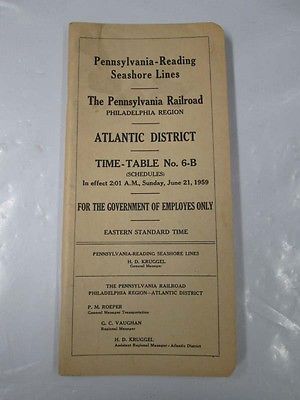 Pennsylvania-Reading
Seashore Lines
The Pennsylvania Railroad
PHILADELPHIA REGION
ATLANTIC DISTRICT
TIME-TABLE No. 6-B
(SCHEDULES)
In effect 2:01 A.M., Sunday, June 21, 1959
FOR THE GOVERNMENT OF EMPLOYES ONLY
EASTERN STANDARD TIME
PENNSYLVANIA-READING SEASHORE LINES
H. D. KRUGGEL
General Manager
THE PENNSYLVANIA RAILROAD
PHILADELPHIA REGION—ATLANTIC DISTRICT
P. M. ROEPER
General Manager Transportation
C. C. VAUGHAN
Regional Manager
H. D. KRUGGEL
Assistant Regional Manager—Atlantic District